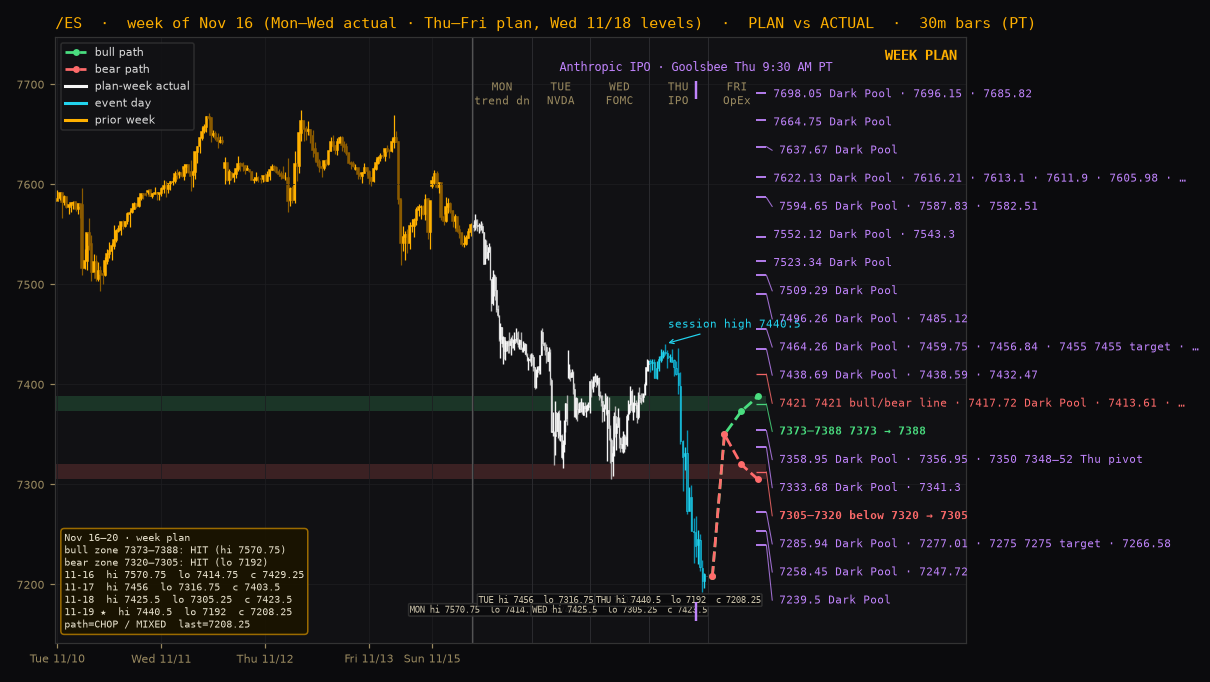 /ES · week of Nov 16 (Mon–Wed actual · Thu–Fri plan, Wed 11/18 levels) · PLAN vs ACTUAL · 30m bars (PT)
bull path
bear path
plan-week actual
event day
prior week
WEEK PLAN
Anthropic IPO · Goolsbee Thu 9:30 AM PT
MON
trend dn
TUE
NVDA
WED
FOMC
THU
IPO
FRI
OpEx
7700
7600
7500
7400
7300
7200
session high 7440.5
7698.05 Dark Pool · 7696.15 · 7685.82
7664.75 Dark Pool
7637.67 Dark Pool
7622.13 Dark Pool · 7616.21 · 7613.1 · 7611.9 · 7605.98 · …
7594.65 Dark Pool · 7587.83 · 7582.51
7552.12 Dark Pool · 7543.3
7523.34 Dark Pool
7509.29 Dark Pool
7496.26 Dark Pool · 7485.12
7464.26 Dark Pool · 7459.75 · 7456.84 · 7455 7455 target · …
7438.69 Dark Pool · 7438.59 · 7432.47
7421 7421 bull/bear line · 7417.72 Dark Pool · 7413.61 · …
7373–7388 7373 → 7388
7358.95 Dark Pool · 7356.95 · 7350 7348–52 Thu pivot
7333.68 Dark Pool · 7341.3
7305–7320 below 7320 → 7305
7285.94 Dark Pool · 7277.01 · 7275 7275 target · 7266.58
7258.45 Dark Pool · 7247.72
7239.5 Dark Pool
Nov 16–20 · week plan
bull zone 7373–7388: HIT (hi 7570.75)
bear zone 7320–7305: HIT (lo 7192)
11-16 hi 7570.75 lo 7414.75 c 7429.25
11-17 hi 7456 lo 7316.75 c 7403.5
11-18 hi 7425.5 lo 7305.25 c 7423.5
11-19 ★ hi 7440.5 lo 7192 c 7208.25
path=CHOP / MIXED last=7208.25
TUE hi 7456 lo 7316.75
THU hi 7440.5 lo 7192 c 7208.25
MON hi 7570.75 lo 7414.
WED hi 7425.5 lo 7305.25 c 7423.5
Tue 11/10
Wed 11/11
Thu 11/12
Fri 11/13
Sun 11/15